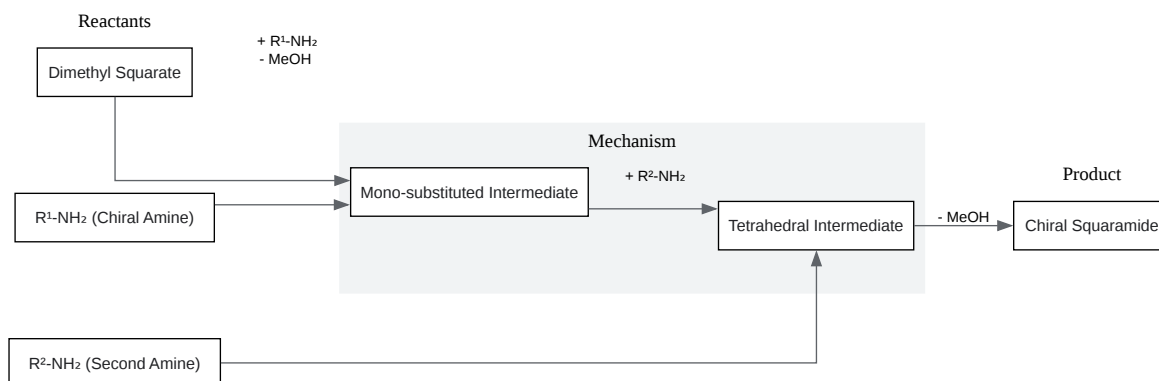 Reactants
+ R¹-NH₂
- MeOH
Dimethyl Squarate
Mechanism
Mono-substituted Intermediate
+ R²-NH₂
Product
R¹-NH₂ (Chiral Amine)
Tetrahedral Intermediate
- MeOH
Chiral Squaramide
R²-NH₂ (Second Amine)